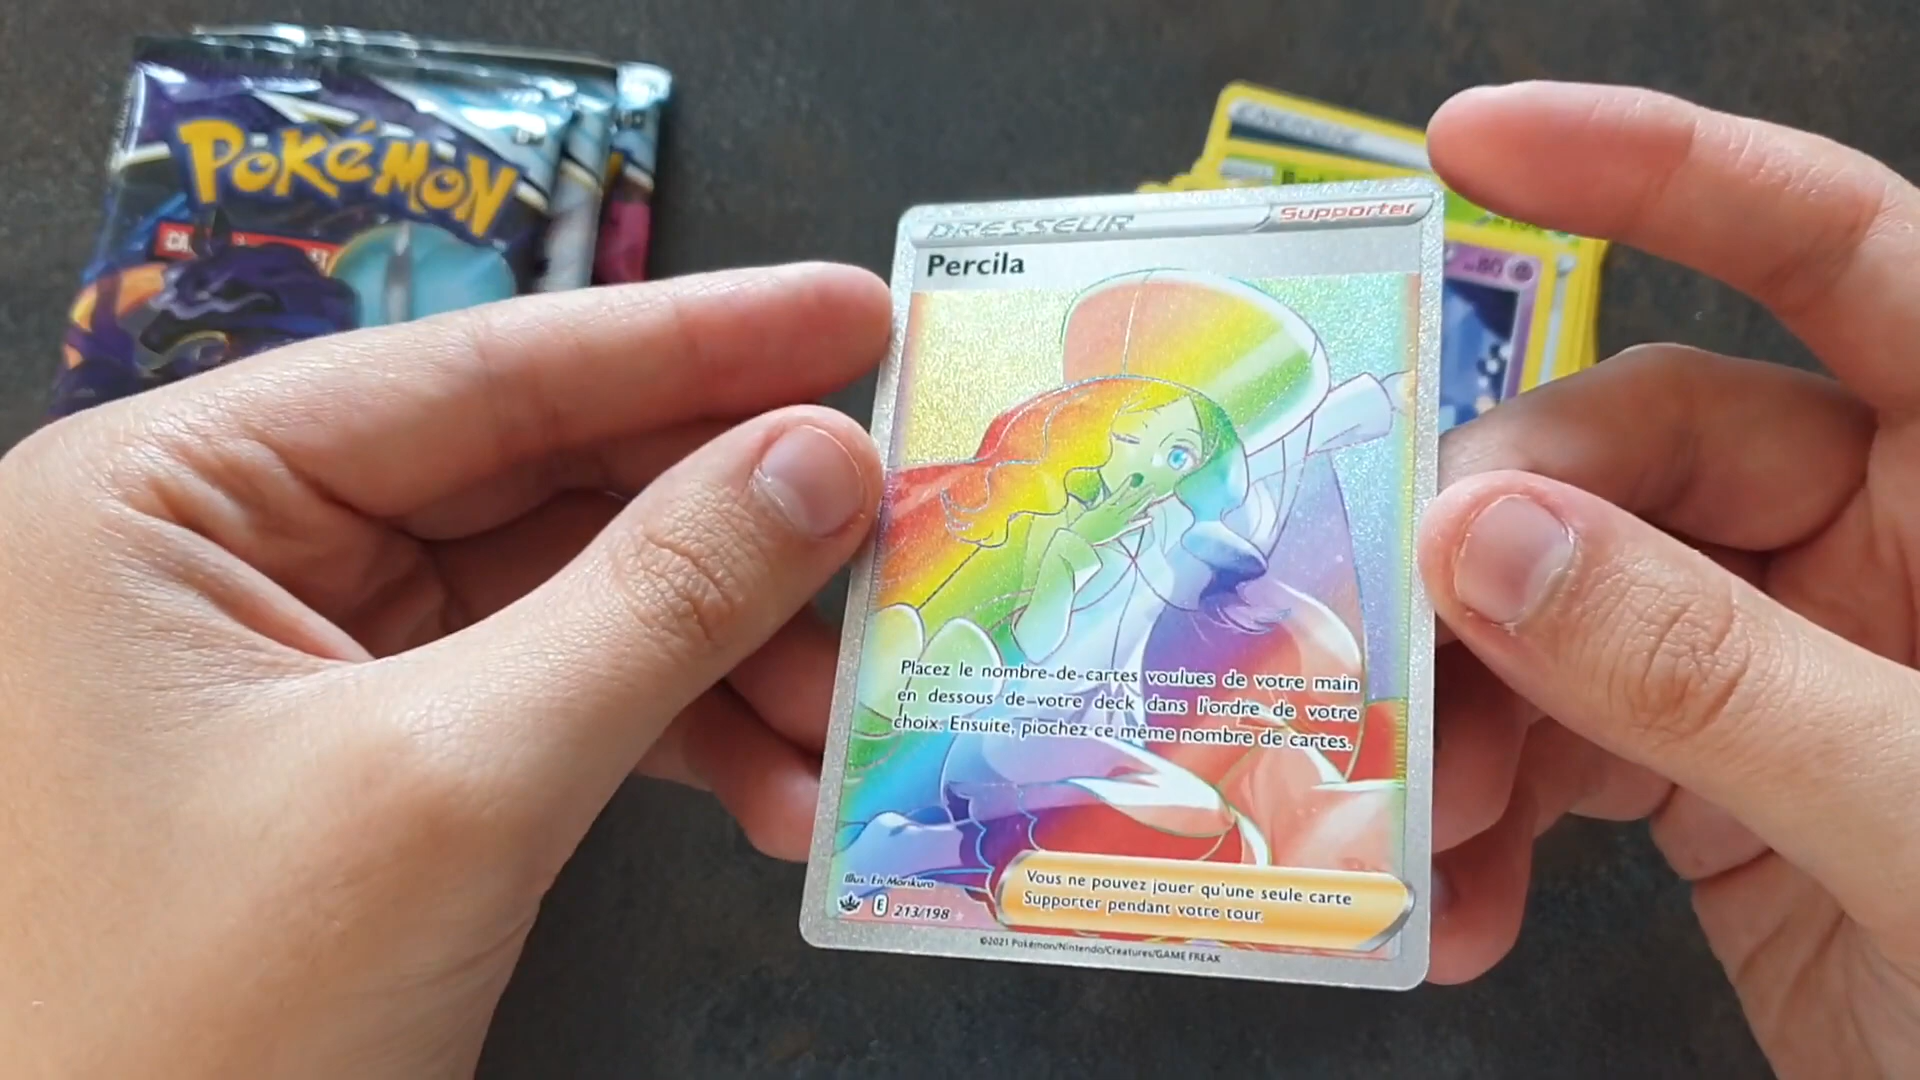 POKÉMON
DRESSEUR
Supporter
Percila
80
Placez le nombre de cartes voulues de votre main
en dessous de votre deck dans l'ordre de votre
choix. Ensuite, piochez ce même nombre de cartes.
Illus. En Morikura
E 213/198
Vous ne pouvez jouer qu'une seule carte
Supporter pendant votre tour.
©2021 Pokémon/Nintendo/Creatures/GAME FREAK